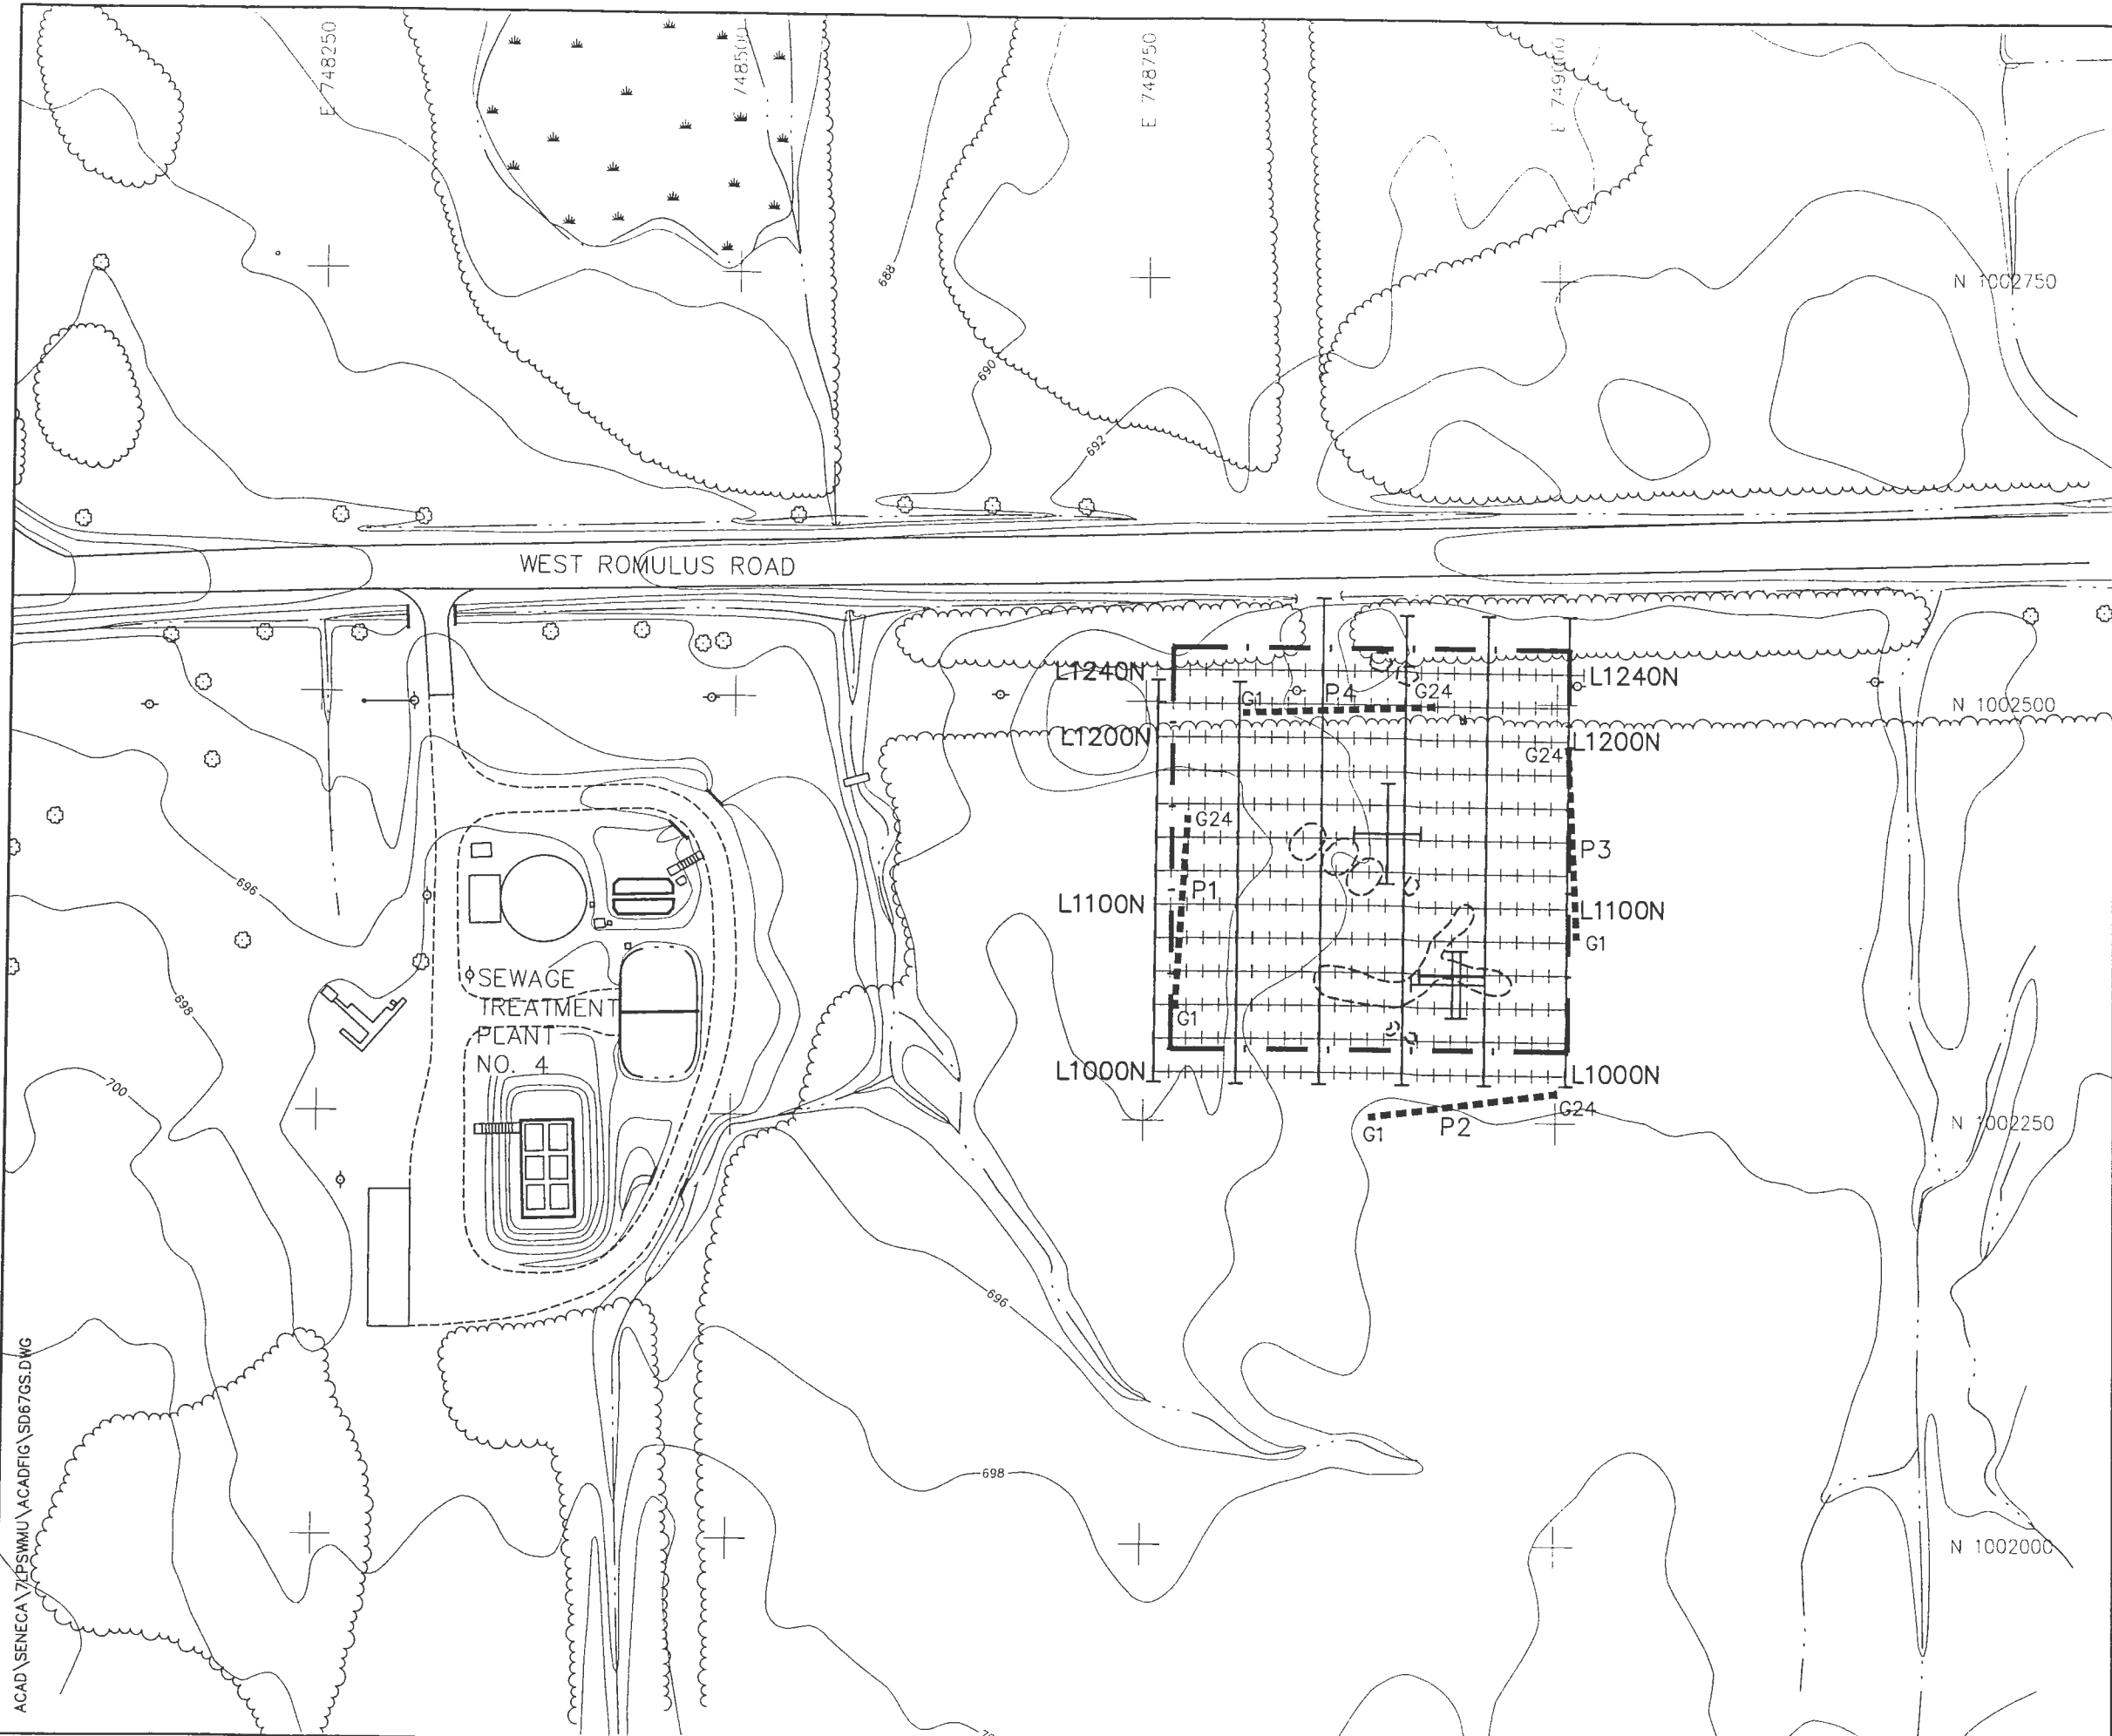 E 748250
E 748500
E 748750
E 749000
N 1002750
688
690
692
WEST ROMULUS ROAD
L1240N
L1240N
G1
P4
G24
N 1002500
L1200N
L1200N
G24
G24
P3
696
P1
L1100N
L1100N
G1
SEWAGE
TREATMENT
PLANT
NO. 4
698
G1
L1000N
L1000N
700
G24
G1
P2
N 1002250
696
698
N 1002000
ACAD\SENECA\7LPSWMU\ACADFIG\SD67GS.DWG